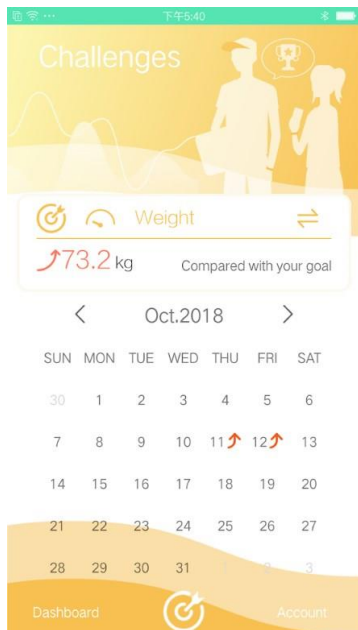 下午5:40
Challenges
Weight
73.2 kg
Compared with your goal
Oct.2018
SUN MON TUE WED THU FRI SAT
30 1 2 3 4 5 6
7 8 9 10 11 12 13
14 15 16 17 18 19 20
21 22 23 24 25 26 27
28 29 30 31 1 2 3
Dashboard Account